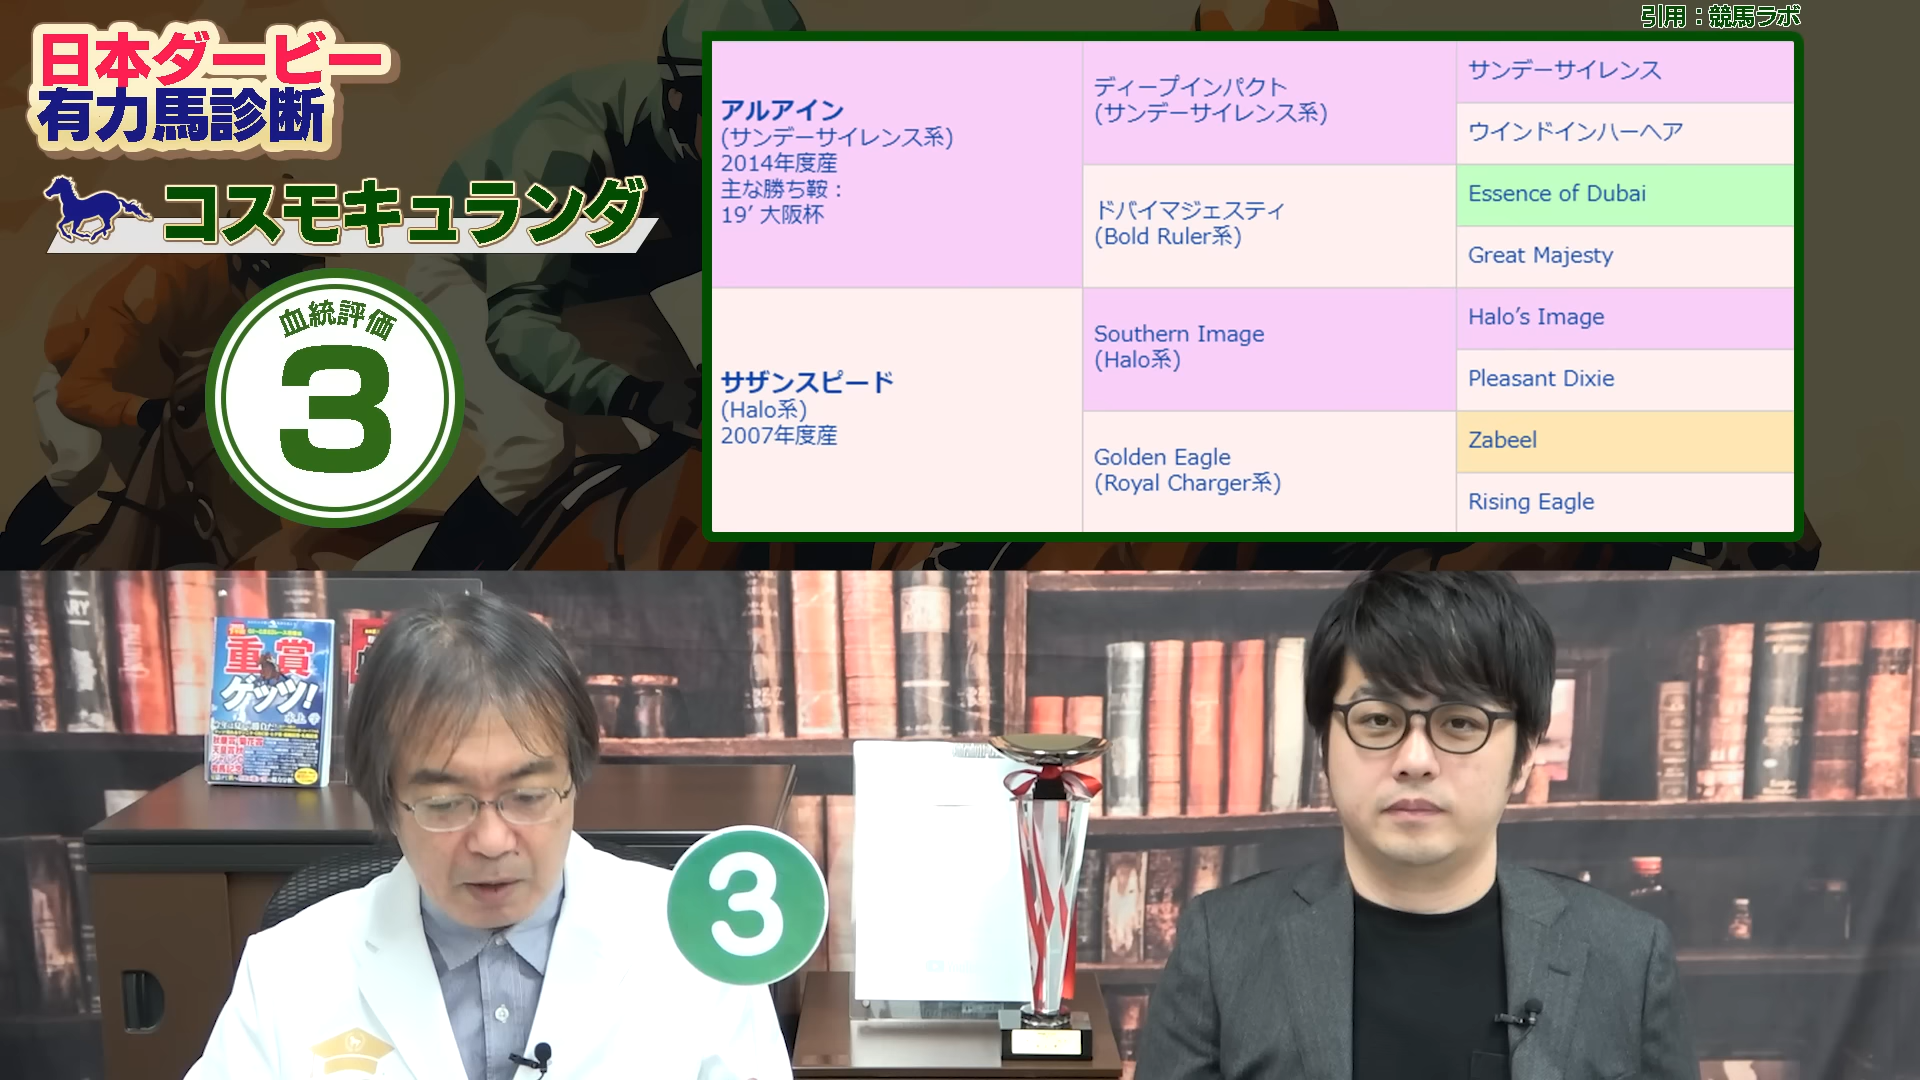 引用：競馬ラボ
日本ダービー
有力馬診断
コスモキュランダ
血統評価
3
アルアイン
(サンデーサイレンス系)
2014年度産
主な勝ち鞍：
19′ 大阪杯
ディープインパクト
(サンデーサイレンス系)
サンデーサイレンス
ウインドインハーヘア
ドバイマジェスティ
(Bold Ruler系)
Essence of Dubai
Great Majesty
サザンスピード
(Halo系)
2007年度産
Southern Image
(Halo系)
Halo’s Image
Pleasant Dixie
Golden Eagle
(Royal Charger系)
Zabeel
Rising Eagle
重賞
ゲッツ!
水上 学
3